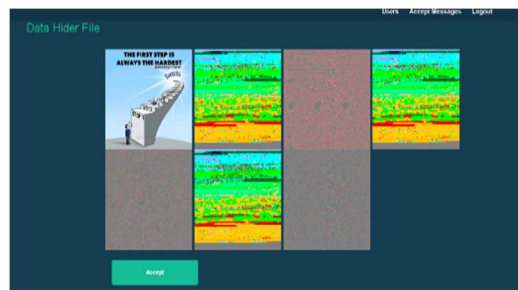 Users Accept Messages Logout
Data Hider File
THE FIRST STEP IS
ALWAYS THE HARDEST
Accept